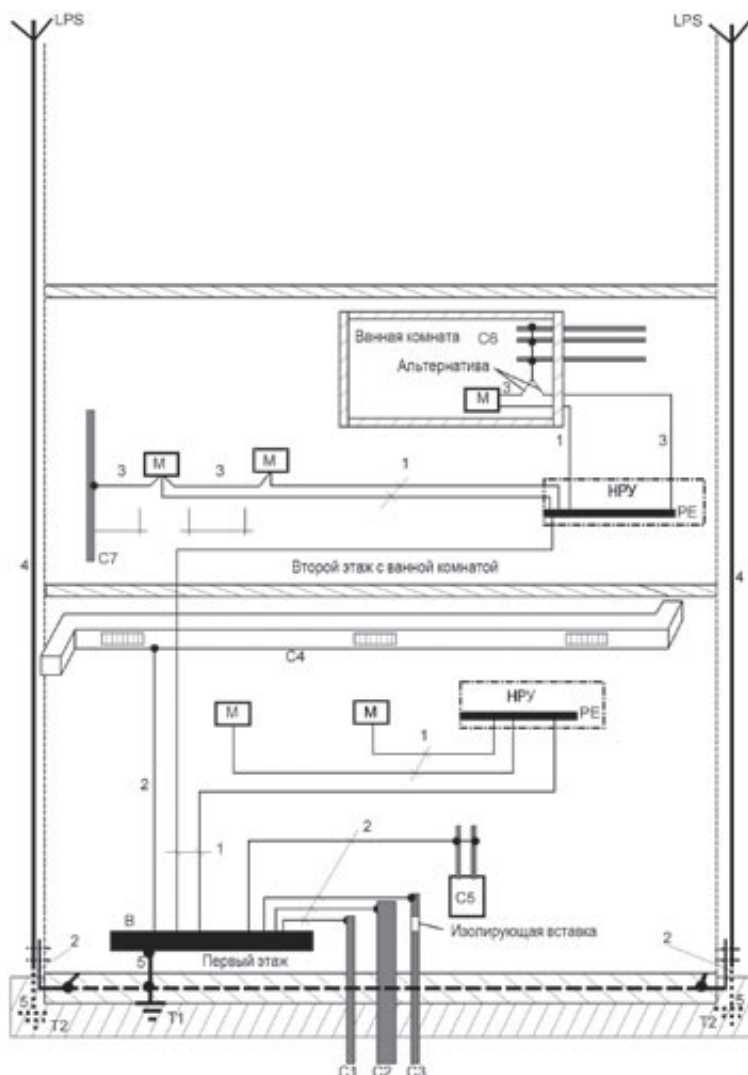 LPS LPS
Ванная комната C6
Альтернатива
3
M
1 3
M M
3 3 1
НРУ
PE
C7
4 4
Второй этаж с ванной комнатой
C4
НРУ
M M PE
1
2
2
1
C5
B
Изолирующая вставка
2 2
5 Первый этаж
5 5
T2 T1 T2
C1 C2 C3